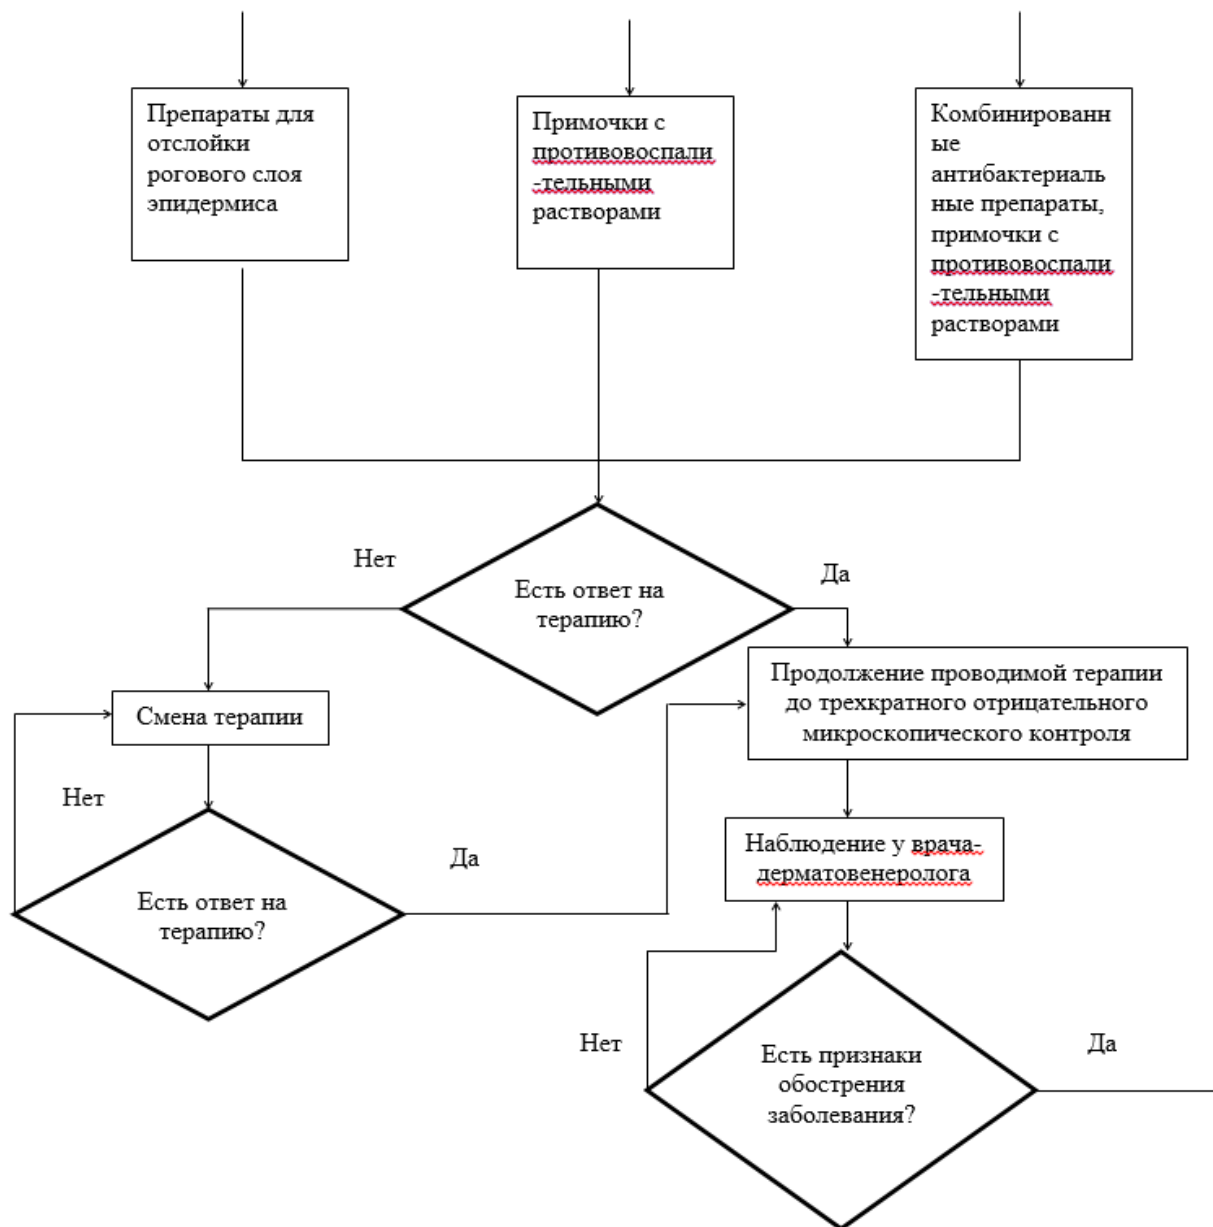 Препараты для
отслойки
рогового слоя
эпидермиса
Примочки с
противовоспали
-тельными
растворами
Комбинированн
ые
антибактериаль
ные препараты,
примочки с
противовоспали
-тельными
растворами
Нет
Есть ответ на
терапию?
Да
Смена терапии
Продолжение проводимой терапии
до трехкратного отрицательного
микроскопического контроля
Нет
Есть ответ на
терапию?
Да
Наблюдение у врача-
дерматовенеролога
Нет
Есть признаки
обострения
заболевания?
Да